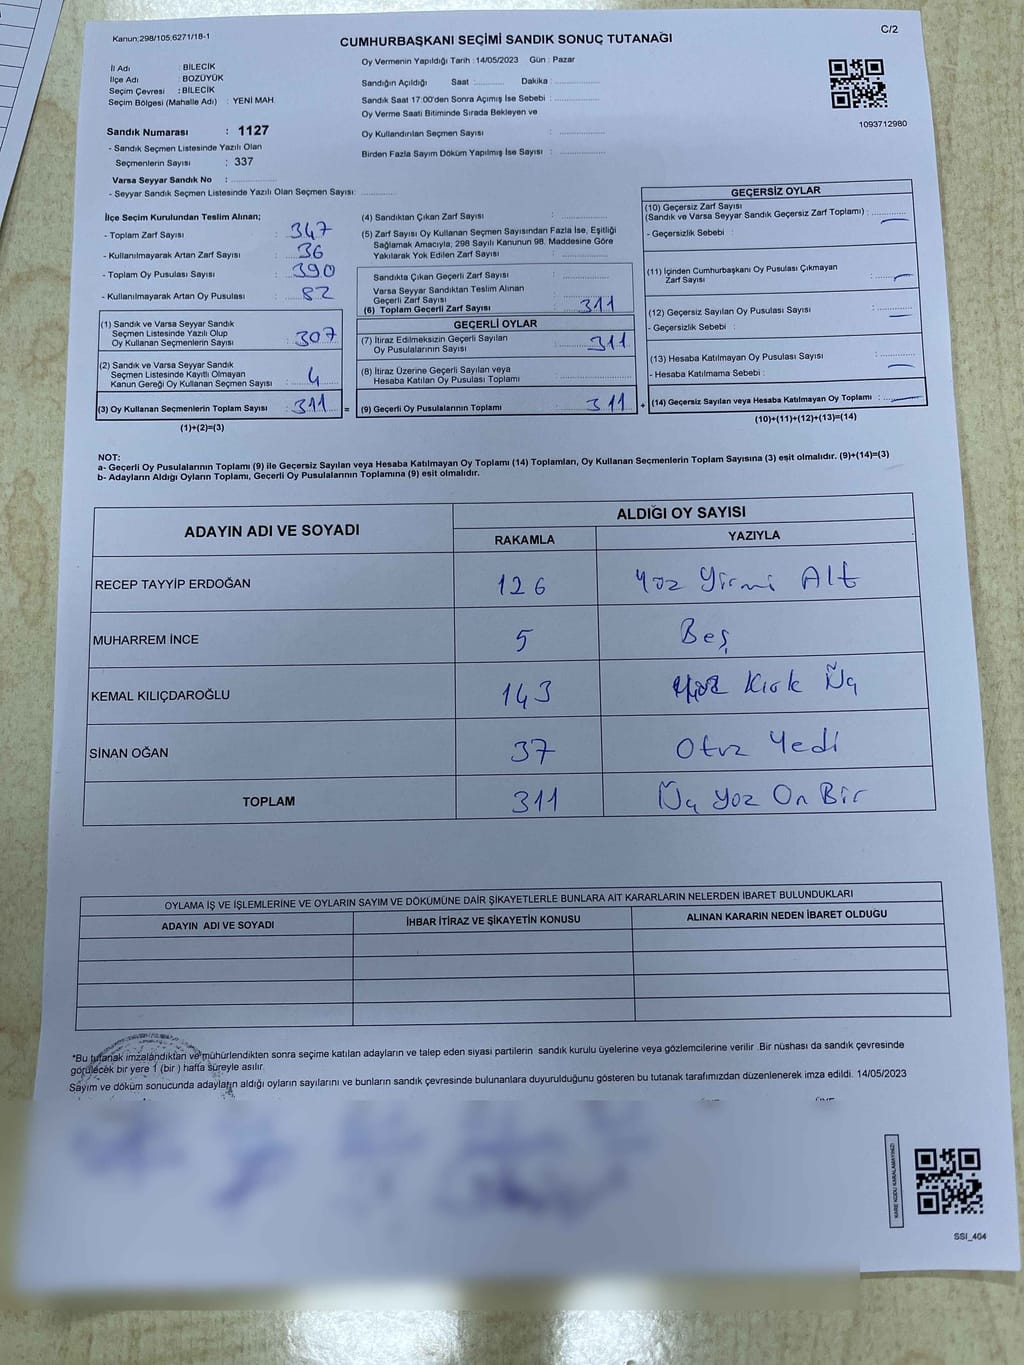 Kanun:298/105,6271/18-1
C/2
CUMHURBAŞKANI SEÇİMİ SANDIK SONUÇ TUTANAĞI
İl Adı : BİLECİK
İlçe Adı : BOZÜYÜK
Seçim Çevresi : BİLECİK
Seçim Bölgesi (Mahalle Adı) : YENİ MAH.
Sandık Numarası : 1127
- Sandık Seçmen Listesinde Yazılı Olan
Seçmenlerin Sayısı : 337
Varsa Seyyar Sandık No :
- Seyyar Sandık Seçmen Listesinde Yazılı Olan Seçmen Sayısı:
Oy Vermenin Yapıldığı Tarih : 14/05/2023 Gün : Pazar
Sandığın Açıldığı Saat : Dakika :
Sandık Saat 17:00'den Sonra Açımış İse Sebebi :
Oy Verme Saati Bitiminde Sırada Bekleyen ve
Oy Kullandırılan Seçmen Sayısı :
Birden Fazla Sayım Döküm Yapılmış İse Sayısı :
1093712980
İlçe Seçim Kurulundan Teslim Alınan;
- Toplam Zarf Sayısı : 347
- Kullanılmayarak Artan Zarf Sayısı : 36
- Toplam Oy Pusulası Sayısı : 390
- Kullanılmayarak Artan Oy Pusulası : 82
(1) Sandık ve Varsa Seyyar Sandık
Seçmen Listesinde Yazılı Olup
Oy Kullanan Seçmenlerin Sayısı : 307
(2) Sandık ve Varsa Seyyar Sandık
Seçmen Listesinde Kayıtlı Olmayan
Kanun Gereği Oy Kullanan Seçmen Sayısı : 4
(3) Oy Kullanan Seçmenlerin Toplam Sayısı : 311 =
(1)+(2)=(3)
(4) Sandıktan Çıkan Zarf Sayısı :
(5) Zarf Sayısı Oy Kullanan Seçmen Sayısından Fazla İse, Eşitliği
Sağlamak Amacıyla; 298 Sayılı Kanunun 98. Maddesine Göre
Yakılarak Yok Edilen Zarf Sayısı :
Sandıkta Çıkan Geçerli Zarf Sayısı :
Varsa Seyyar Sandıktan Teslim Alınan
Geçerli Zarf Sayısı :
(6) Toplam Geçerli Zarf Sayısı : 311
GEÇERLİ OYLAR
(7) İtiraz Edilmeksizin Geçerli Sayılan
Oy Pusulalarının Sayısı : 311
(8) İtiraz Üzerine Geçerli Sayılan veya
Hesaba Katılan Oy Pusulası Toplamı :
(9) Geçerli Oy Pusulalarının Toplamı : 311 +
GEÇERSİZ OYLAR
(10) Geçersiz Zarf Sayısı
(Sandık ve Varsa Seyyar Sandık Geçersiz Zarf Toplamı) : —
- Geçersizlik Sebebi :
(11) İçinden Cumhurbaşkanı Oy Pusulası Çıkmayan
Zarf Sayısı : —
(12) Geçersiz Sayılan Oy Pusulası Sayısı : —
- Geçersizlik Sebebi :
(13) Hesaba Katılmayan Oy Pusulası Sayısı : —
- Hesaba Katılmama Sebebi :
(14) Geçersiz Sayılan veya Hesaba Katılmayan Oy Toplamı : —
(10)+(11)+(12)+(13)=(14)
NOT:
a- Geçerli Oy Pusulalarının Toplamı (9) ile Geçersiz Sayılan veya Hesaba Katılmayan Oy Toplamı (14) Toplamları, Oy Kullanan Seçmenlerin Toplam Sayısına (3) eşit olmalıdır. (9)+(14)=(3)
b- Adayların Aldığı Oyların Toplamı, Geçerli Oy Pusulalarının Toplamına (9) eşit olmalıdır.
ADAYIN ADI VE SOYADI ALDIĞI OY SAYISI
RAKAMLA YAZIYLA
RECEP TAYYİP ERDOĞAN 126 Yüz Yirmi Altı
MUHARREM İNCE 5 Beş
KEMAL KILIÇDAROĞLU 143 Yüz Kırk Üç
SİNAN OĞAN 37 Otuz Yedi
TOPLAM 311 Üç Yüz On Bir
OYLAMA İŞ VE İŞLEMLERİNE VE OYLARIN SAYIM VE DÖKÜMÜNE DAİR ŞİKAYETLERLE BUNLARA AİT KARARLARIN NELERDEN İBARET BULUNDUKLARI
ADAYIN ADI VE SOYADI İHBAR İTİRAZ VE ŞİKAYETİN KONUSU ALINAN KARARIN NEDEN İBARET OLDUĞU
*Bu tutanak imzalandıktan ve mühürlendikten sonra seçime katılan adayların ve talep eden siyasi partilerin sandık kurulu üyelerine veya gözlemcilerine verilir .Bir nüshası da sandık çevresinde
görülecek bir yere 1 (bir ) hafta süreyle asılır.
Sayım ve döküm sonucunda adayların aldığı oyların sayılarını ve bunların sandık çevresinde bulunanlara duyurulduğunu gösteren bu tutanak tarafımızdan düzenlenerek imza edildi. 14/05/2023
KARE KODU KARALAMAYINIZ!
SSI_464